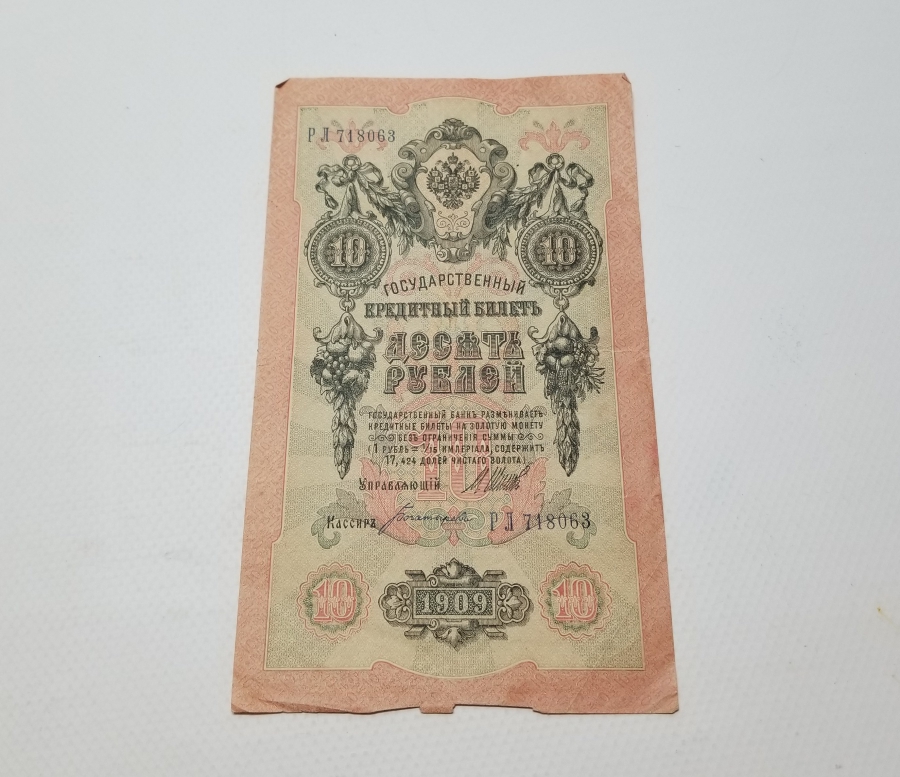 РЛ 718063
10 10
ГОСУДАРСТВЕННЫЙ
КРЕДИТНЫЙ БИЛЕТЪ
ДЕСЯТЬ
РУБЛЕЙ
ГОСУДАРСТВЕННЫЙ БАНКЪ РАЗМѢНИВАЕТЪ
КРЕДИТНЫЕ БИЛЕТЫ НА ЗОЛОТУЮ МОНЕТУ
БЕЗЪ ОГРАНИЧЕНІЯ СУММЫ
(1 РУБЛЬ = 1/15 ИМПЕРІАЛА, СОДЕРЖИТЪ
17,424 ДОЛЕЙ ЧИСТАГО ЗОЛОТА).
10
УПРАВЛЯЮЩІЙ
КАССИРЪ Богатыревъ РЛ 718063
10 1909 10